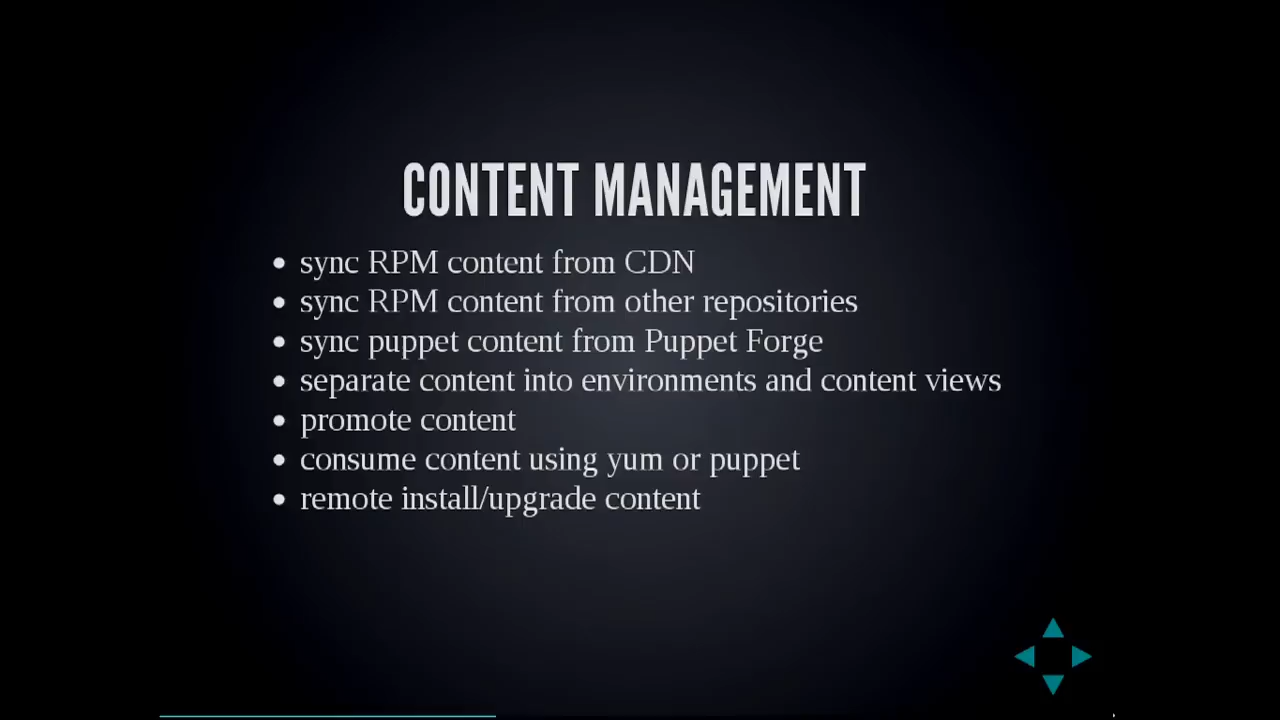 CONTENT MANAGEMENT
sync RPM content from CDN
sync RPM content from other repositories
sync puppet content from Puppet Forge
separate content into environments and content views
promote content
consume content using yum or puppet
remote install/upgrade content